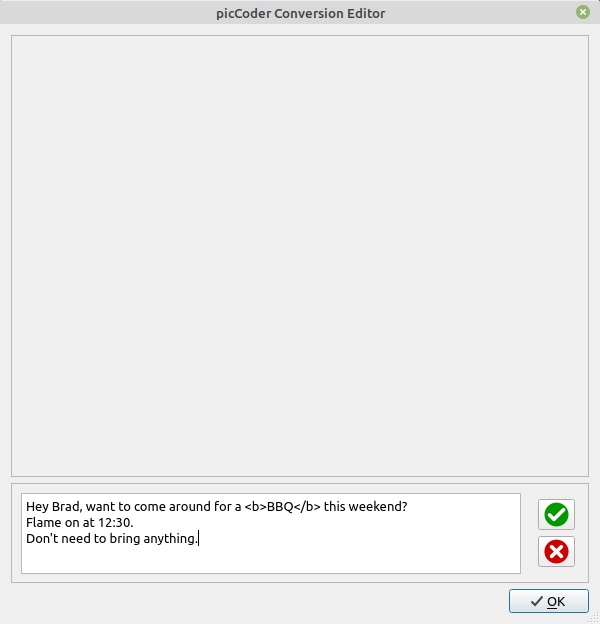 picCoder Conversion Editor
Hey Brad, want to come around for a <b>BBQ</b> this weekend?
Flame on at 12:30.
Don't need to bring anything.
OK